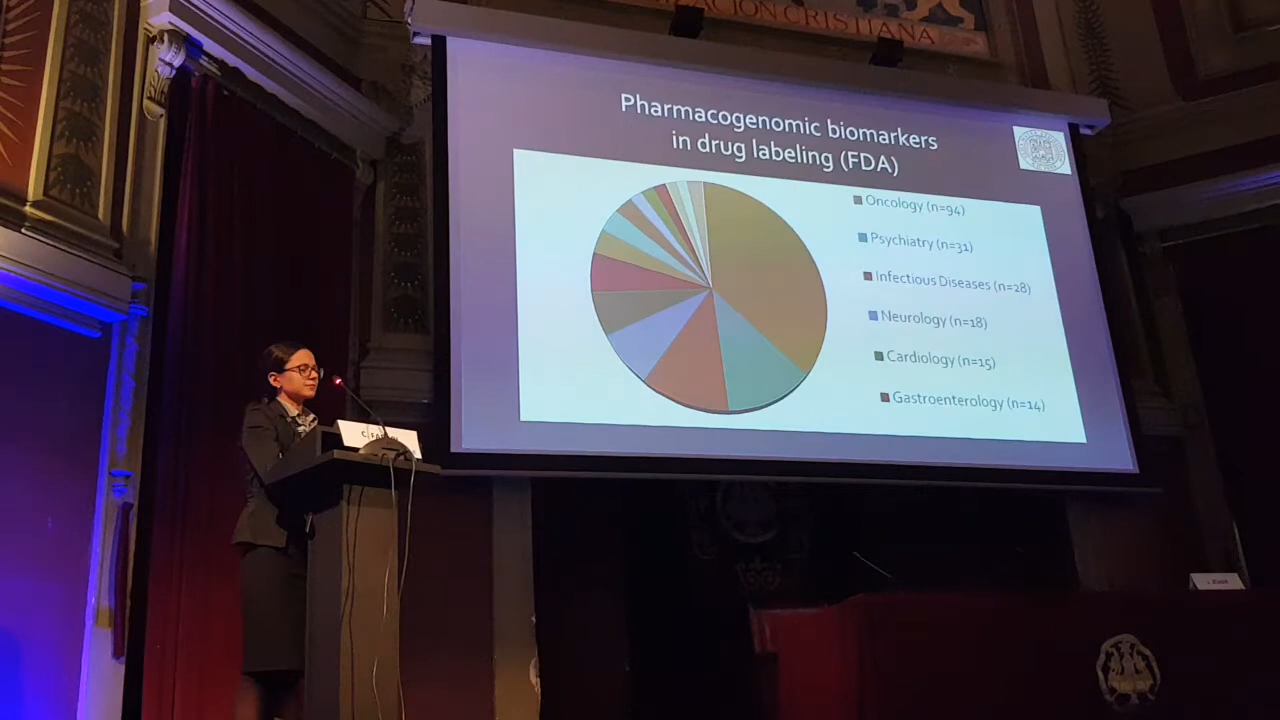 ACIÓN CRISTIANA
Pharmacogenomic biomarkers
in drug labeling (FDA)
Oncology (n=94)
Psychiatry (n=31)
Infectious Diseases (n=28)
Neurology (n=18)
Cardiology (n=15)
Gastroenterology (n=14)
C.